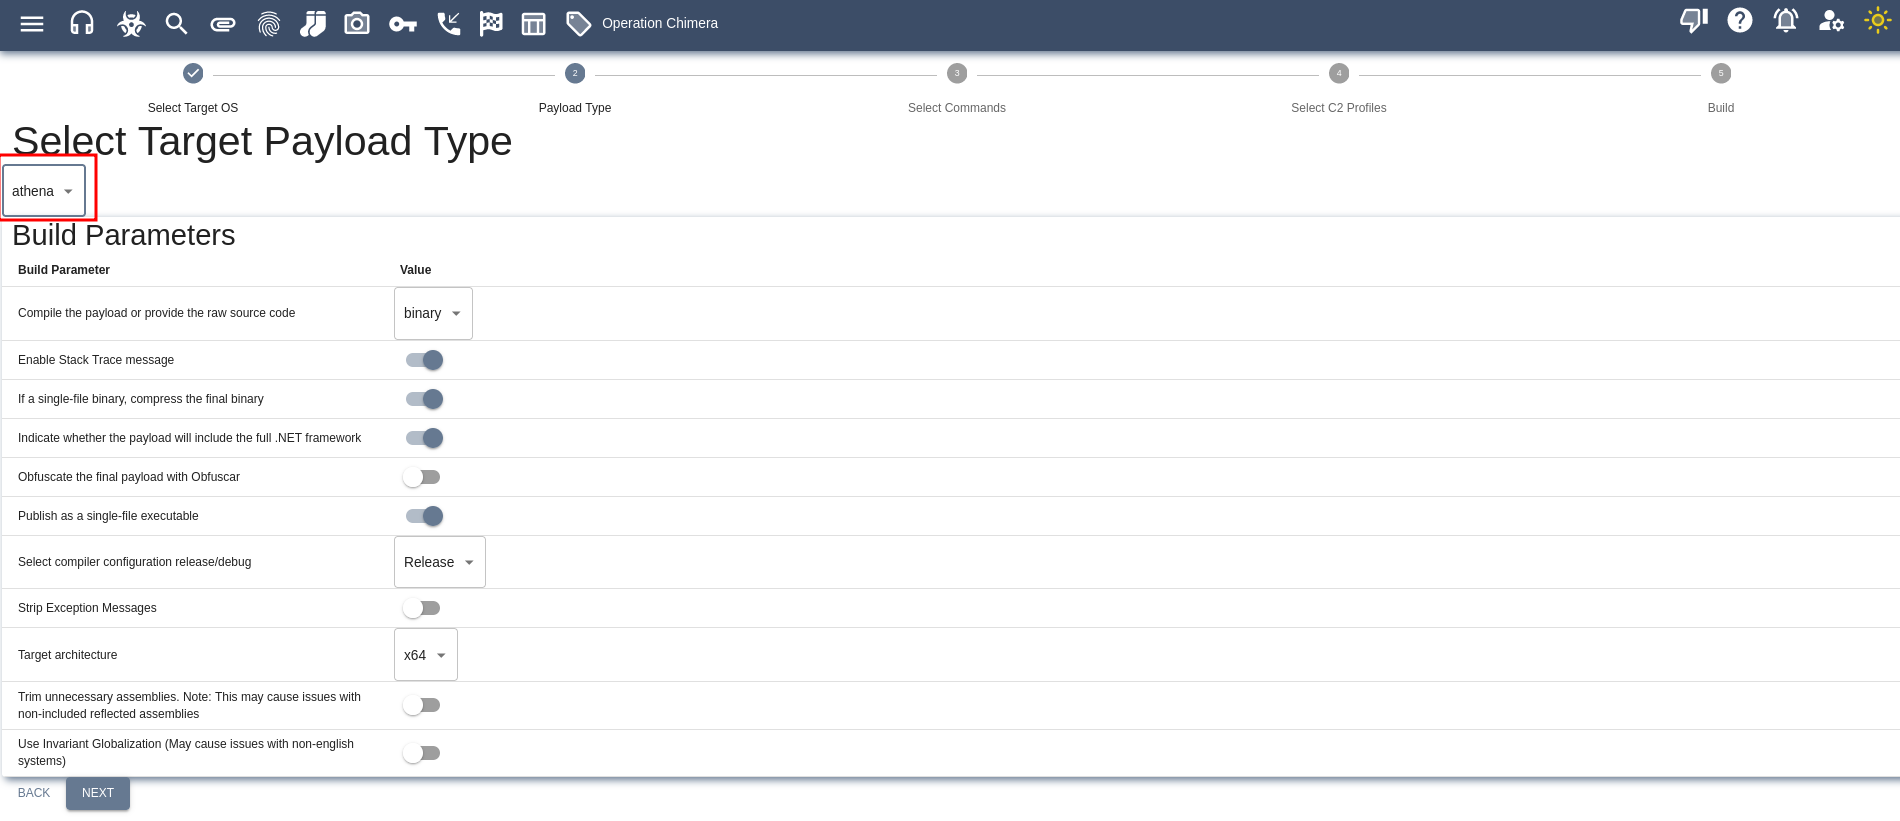 Operation Chimera
2
3
4
5
Select Target OS
Payload Type
Select Commands
Select C2 Profiles
Build
Select Target Payload Type
athena
Build Parameters
Build Parameter
Value
Compile the payload or provide the raw source code
binary
Enable Stack Trace message
If a single-file binary, compress the final binary
Indicate whether the payload will include the full .NET framework
Obfuscate the final payload with Obfuscar
Publish as a single-file executable
Select compiler configuration release/debug
Release
Strip Exception Messages
Target architecture
x64
Trim unnecessary assemblies. Note: This may cause issues with
non-included reflected assemblies
Use Invariant Globalization (May cause issues with non-english
systems)
BACK
NEXT